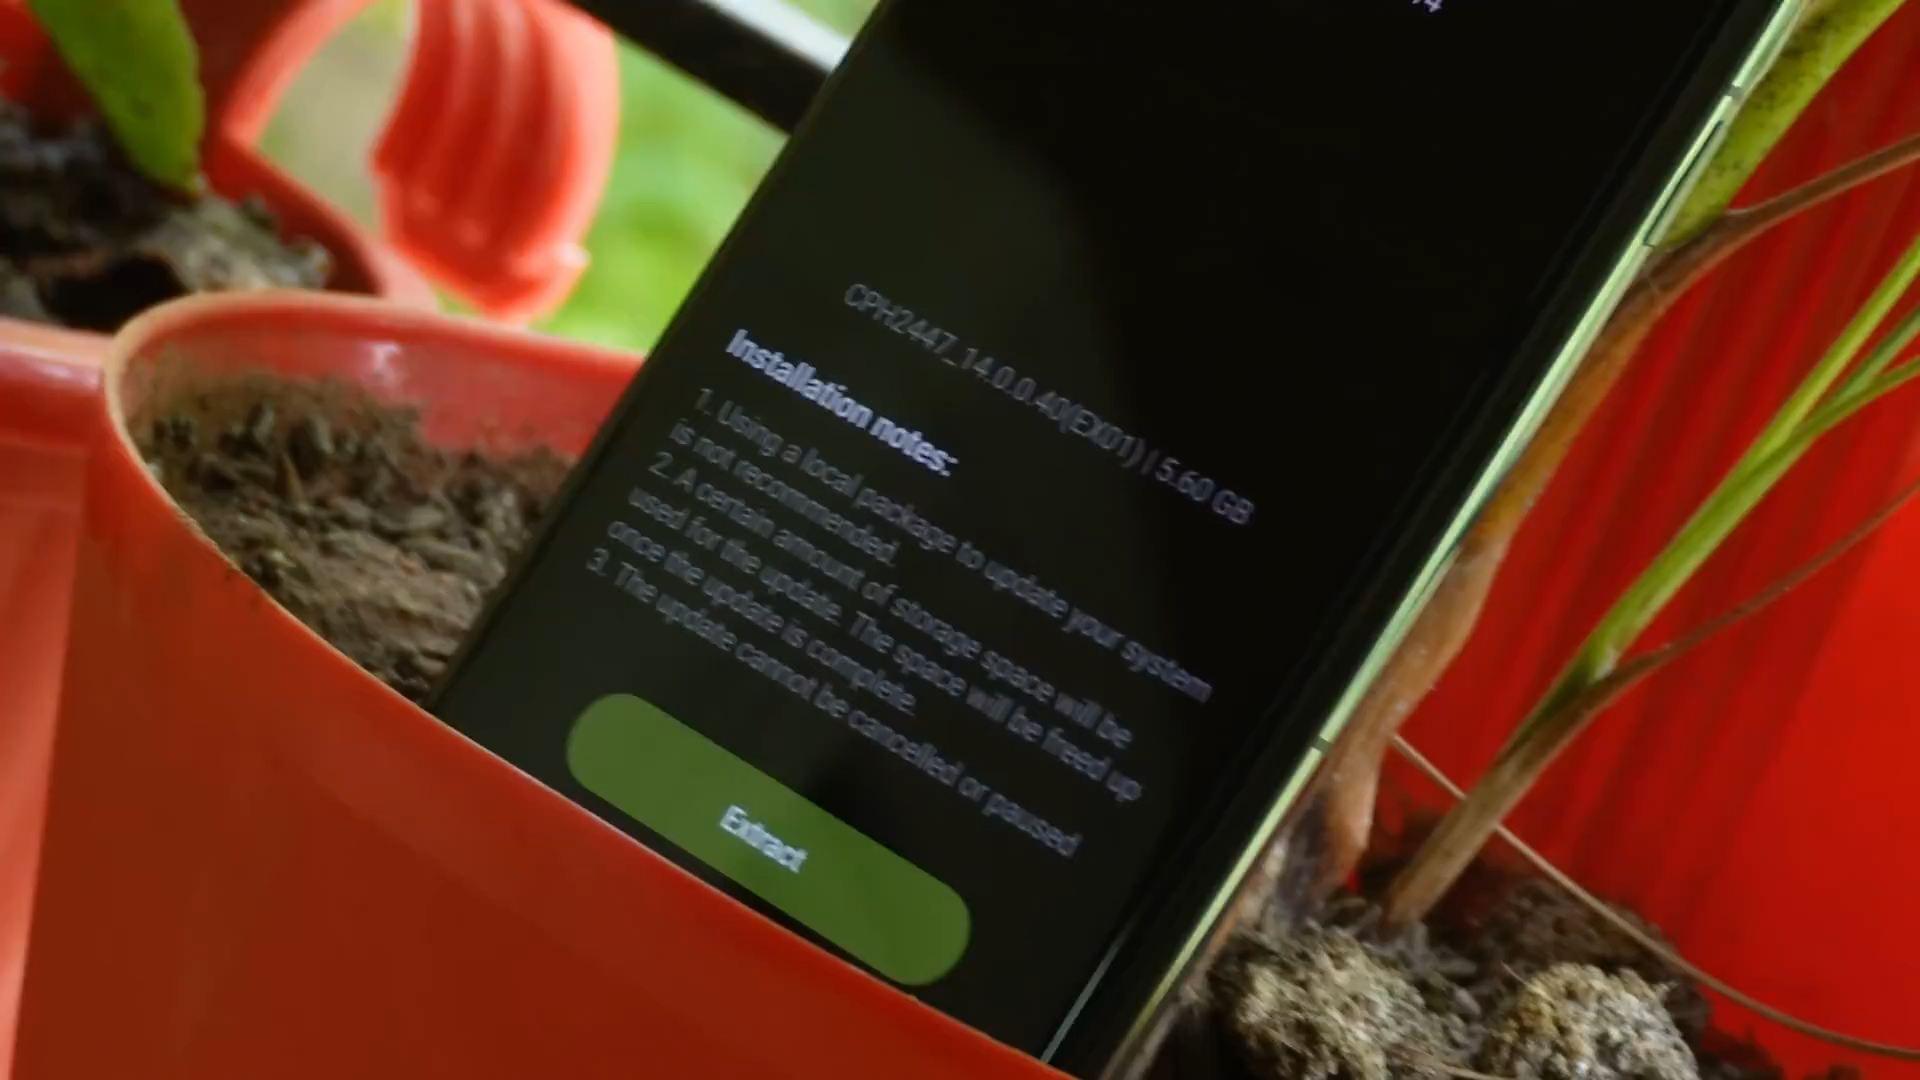 CPH2447_14.0.0.40(EX01) | 5.60 GB
Installation notes:
1. Using a local package to update your system
is not recommended.
2. A certain amount of storage space will be
used for the update. The space will be freed up
once the update is complete.
3. The update cannot be cancelled or paused
Extract